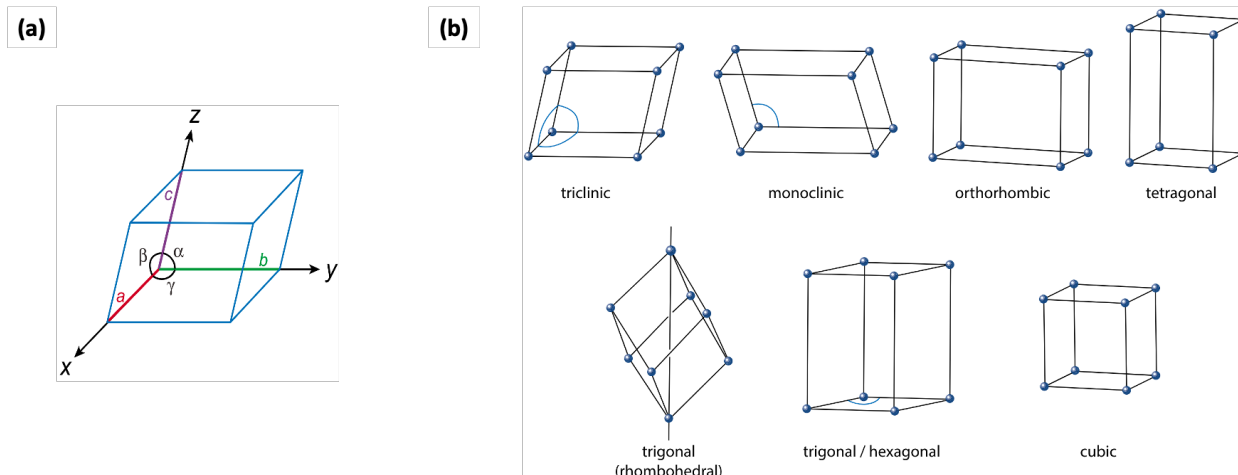 (a)
(b)
z
c
β
α
b
y
a
γ
x
triclinic
monoclinic
orthorhombic
tetragonal
trigonal
(rhombohedral)
trigonal / hexagonal
cubic